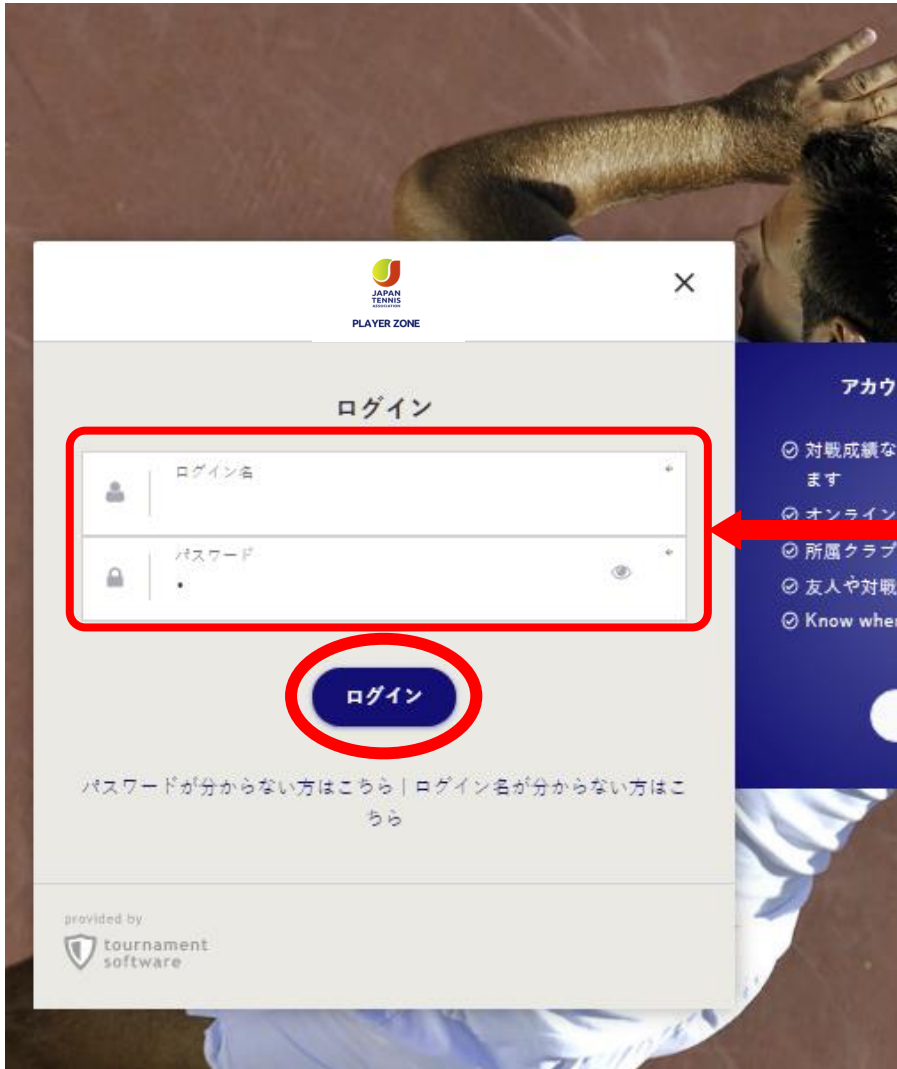 JAPAN
TENNIS
ASSOCIATION
PLAYER ZONE
ログイン
ログイン名
パスワード
ログイン
パスワードが分からない方はこちら | ログイン名が分からない方はこ
ちら
provided by
tournament
software
アカウ
対戦成績な
ます
オンライン
所属クラブ
友人や対戦
Know when